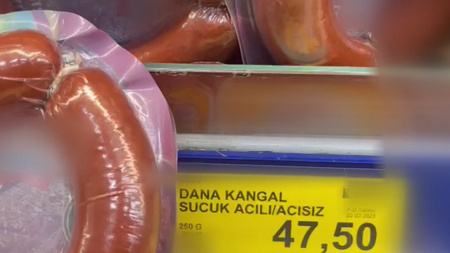 DANA KANGAL
SUCUK ACILI/ACISIZ
250 G
47,50